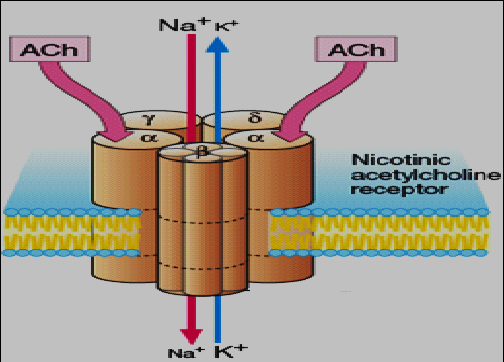 Na⁺ K⁺
ACh ACh
γ δ
α β α
Nicotinic
acetylcholine
receptor
Na⁺ K⁺